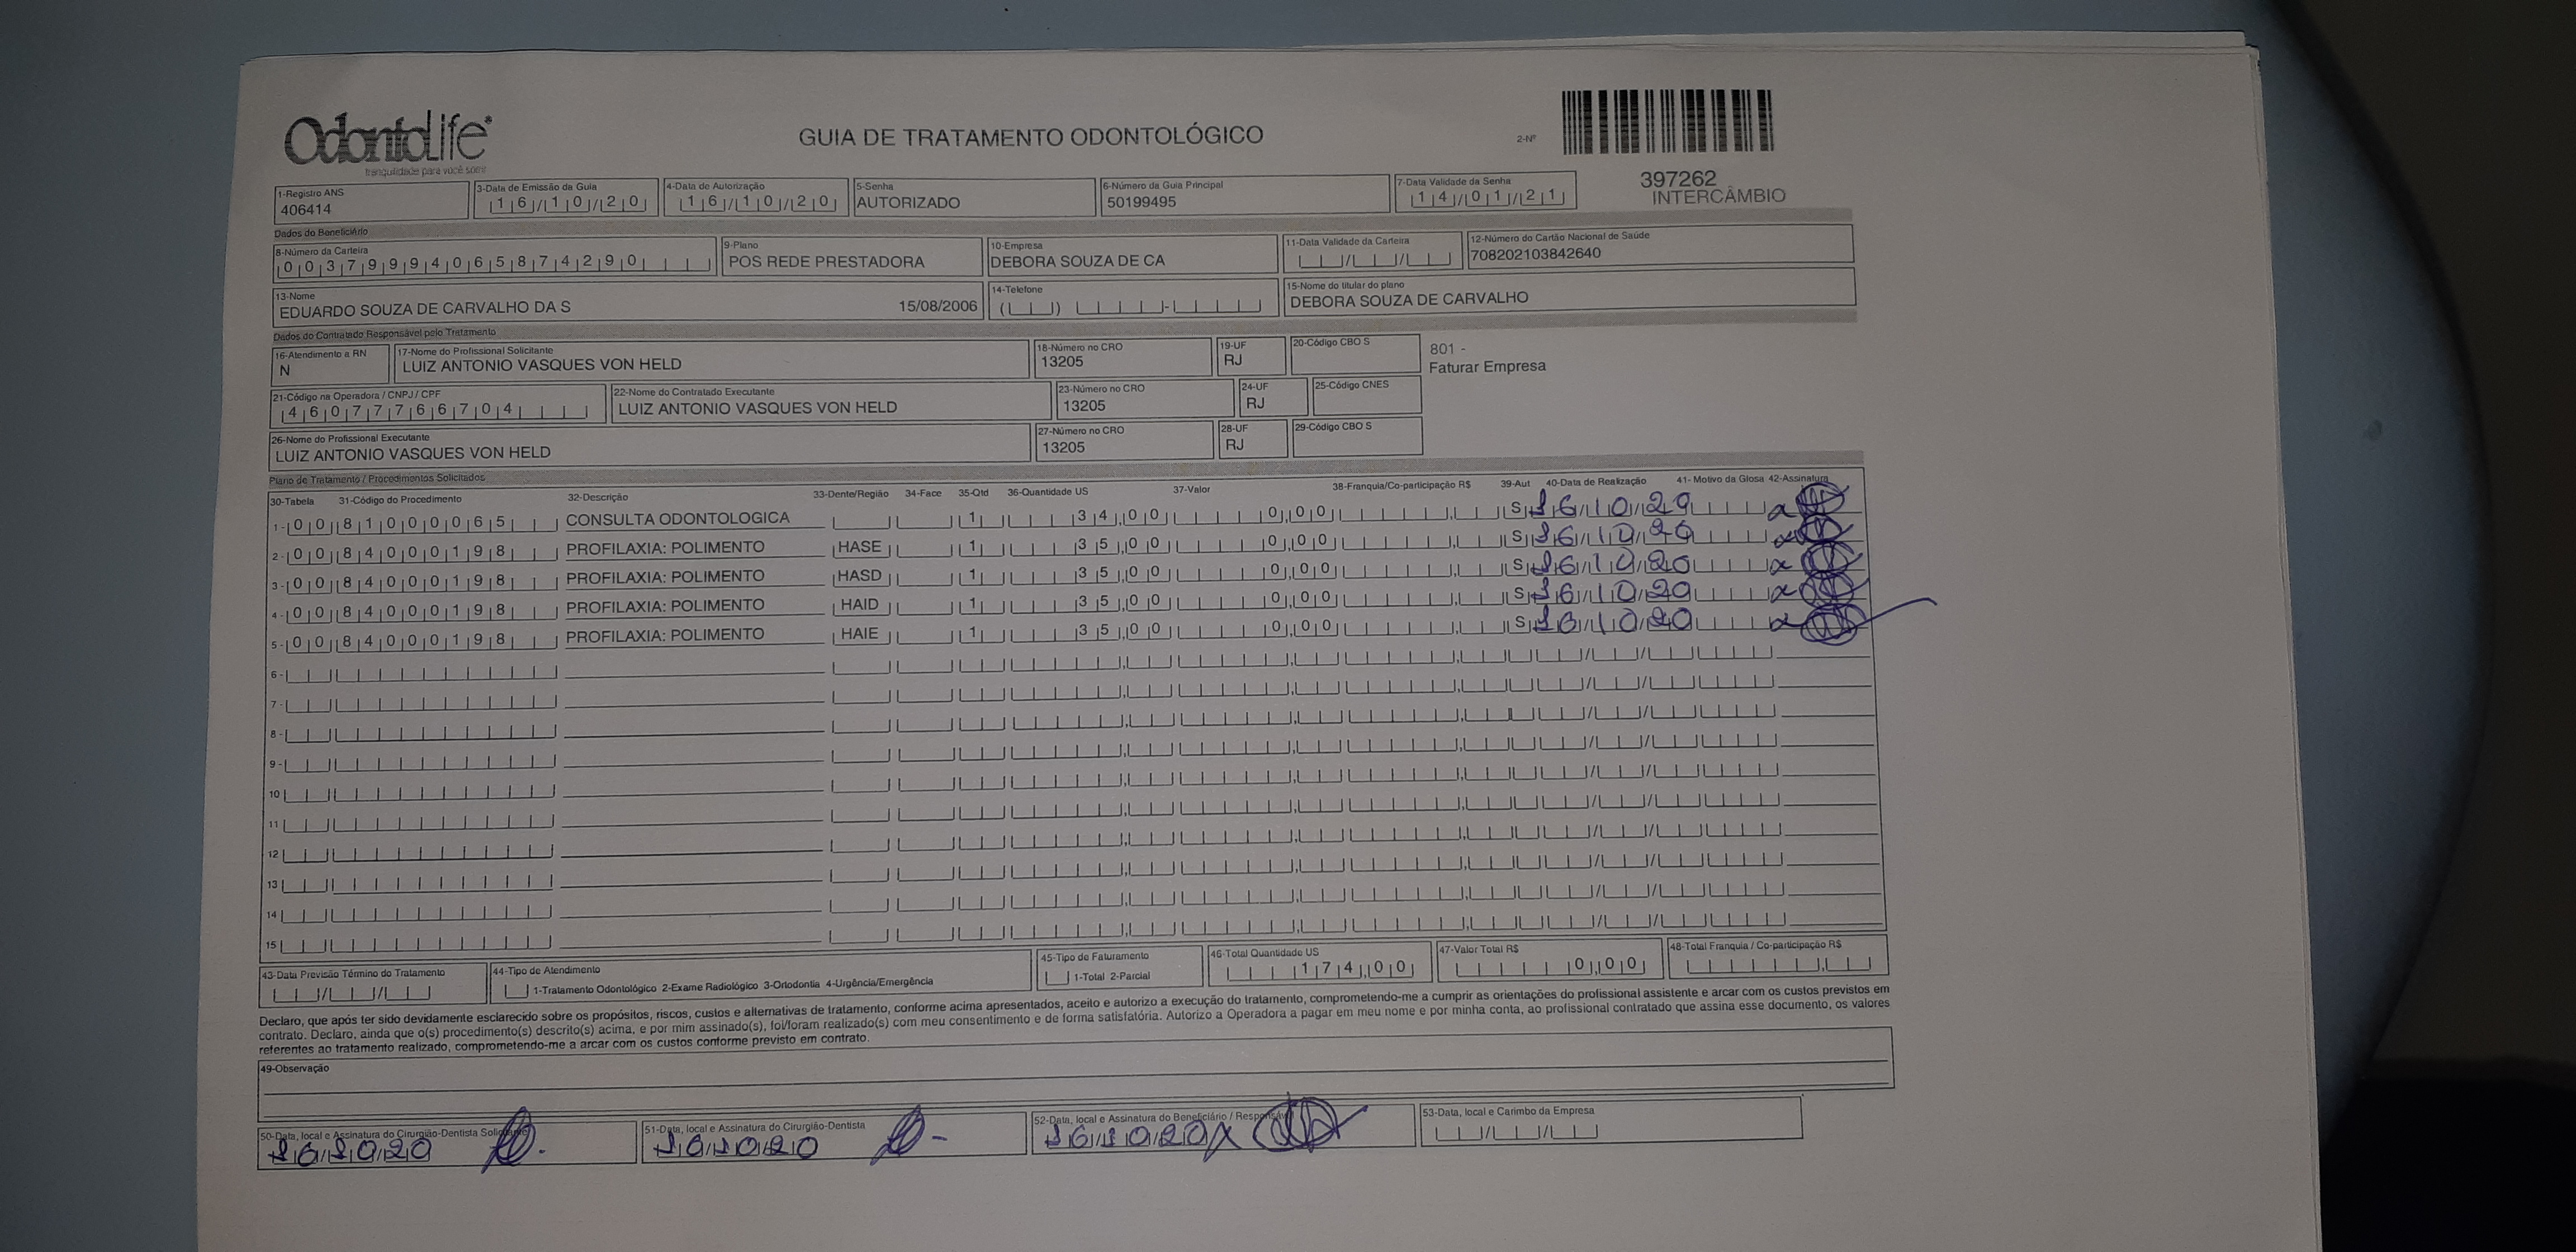 OdontoLife®
tranquilidade para você sorrir
GUIA DE TRATAMENTO ODONTOLÓGICO
2-Nº
397262
INTERCÂMBIO
1-Registro ANS
406414
3-Data de Emissão da Guia
16/10/20
4-Data de Autorização
16/10/20
5-Senha
AUTORIZADO
6-Número da Guia Principal
50199495
7-Data Validade da Senha
14/01/21
Dados do Beneficiário
8-Número da Carteira
00379994065874290
9-Plano
POS REDE PRESTADORA
10-Empresa
DEBORA SOUZA DE CA
11-Data Validade da Carteira
12-Número do Cartão Nacional de Saúde
708202103842640
13-Nome
EDUARDO SOUZA DE CARVALHO DA S 15/08/2006
14-Telefone
15-Nome do titular do plano
DEBORA SOUZA DE CARVALHO
Dados do Contratado Responsável pelo Tratamento
16-Atendimento a RN
N
17-Nome do Profissional Solicitante
LUIZ ANTONIO VASQUES VON HELD
18-Número no CRO
13205
19-UF
RJ
20-Código CBO S
801 -
Faturar Empresa
21-Código na Operadora / CNPJ / CPF
46077766704
22-Nome do Contratado Executante
LUIZ ANTONIO VASQUES VON HELD
23-Número no CRO
13205
24-UF
RJ
25-Código CNES
26-Nome do Profissional Executante
LUIZ ANTONIO VASQUES VON HELD
27-Número no CRO
13205
28-UF
RJ
29-Código CBO S
Plano de Tratamento / Procedimentos Solicitados
30-Tabela 31-Código do Procedimento 32-Descrição 33-Dente/Região 34-Face 35-Qtd 36-Quantidade US 37-Valor 38-Franquia/Co-participação R$ 39-Aut 40-Data de Realização 41- Motivo da Glosa 42-Assinatura
1- 00 81000065 CONSULTA ODONTOLOGICA 1 34,00 0,00 S 16/10/20
2- 00 84000198 PROFILAXIA: POLIMENTO HASE 1 35,00 0,00 S 16/10/20
3- 00 84000198 PROFILAXIA: POLIMENTO HASD 1 35,00 0,00 S 16/10/20
4- 00 84000198 PROFILAXIA: POLIMENTO HAID 1 35,00 0,00 S 16/10/20
5- 00 84000198 PROFILAXIA: POLIMENTO HAIE 1 35,00 0,00 S 16/10/20
6-
7-
8-
9-
10
11
12
13
14
15
43-Data Previsão Término do Tratamento
44-Tipo de Atendimento
1-Tratamento Odontológico 2-Exame Radiológico 3-Ortodontia 4-Urgência/Emergência
45-Tipo de Faturamento
1-Total 2-Parcial
46-Total Quantidade US
174,00
47-Valor Total R$
0,00
48-Total Franquia / Co-participação R$
Declaro, que após ter sido devidamente esclarecido sobre os propósitos, riscos, custos e alternativas de tratamento, conforme acima apresentados, aceito e autorizo a execução do tratamento, comprometendo-me a cumprir as orientações do profissional assistente e arcar com os custos previstos em
contrato. Declaro, ainda que o(s) procedimento(s) descrito(s) acima, e por mim assinado(s), foi/foram realizado(s) com meu consentimento e de forma satisfatória. Autorizo a Operadora a pagar em meu nome e por minha conta, ao profissional contratado que assina esse documento, os valores
referentes ao tratamento realizado, comprometendo-me a arcar com os custos conforme previsto em contrato.
49-Observação
50-Data, local e Assinatura do Cirurgião-Dentista Solicitante
16/10/20
51-Data, local e Assinatura do Cirurgião-Dentista
16/10/20
52-Data, local e Assinatura do Beneficiário / Responsável
16/10/20 X
53-Data, local e Carimbo da Empresa